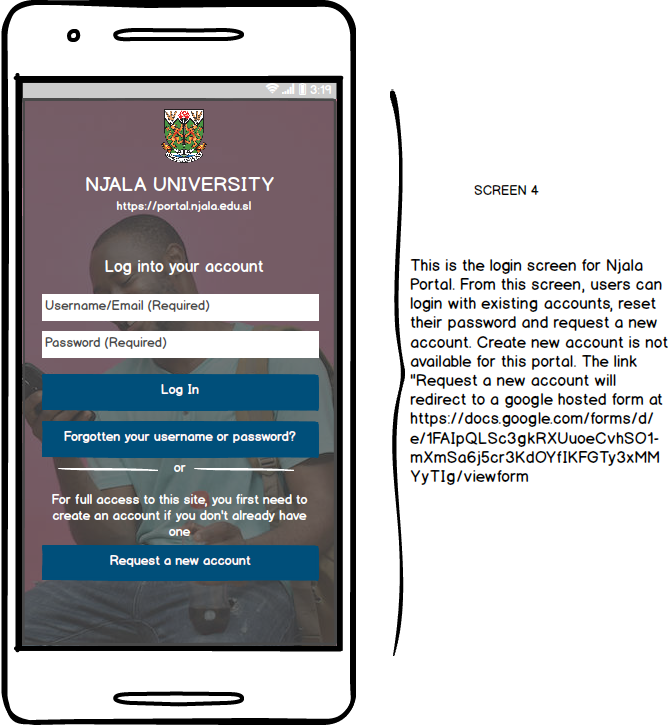 3:19
NJALA UNIVERSITY
https://portal.njala.edu.sl
Log into your account
Username/Email (Required)
Password (Required)
Log In
Forgotten your username or password?
or
For full access to this site, you first need to
create an account if you don't already have
one
Request a new account
SCREEN 4
This is the login screen for Njala
Portal. From this screen, users can
login with existing accounts, reset
their password and request a new
account. Create new account is not
available for this portal. The link
"Request a new account will
redirect to a google hosted form at
https://docs.google.com/forms/d/
e/1FAIpQLSc3gkRXUuoeCvhSO1-
mXmSa6j5cr3KdOYfIKFGTy3xMM
YyTIg/viewform